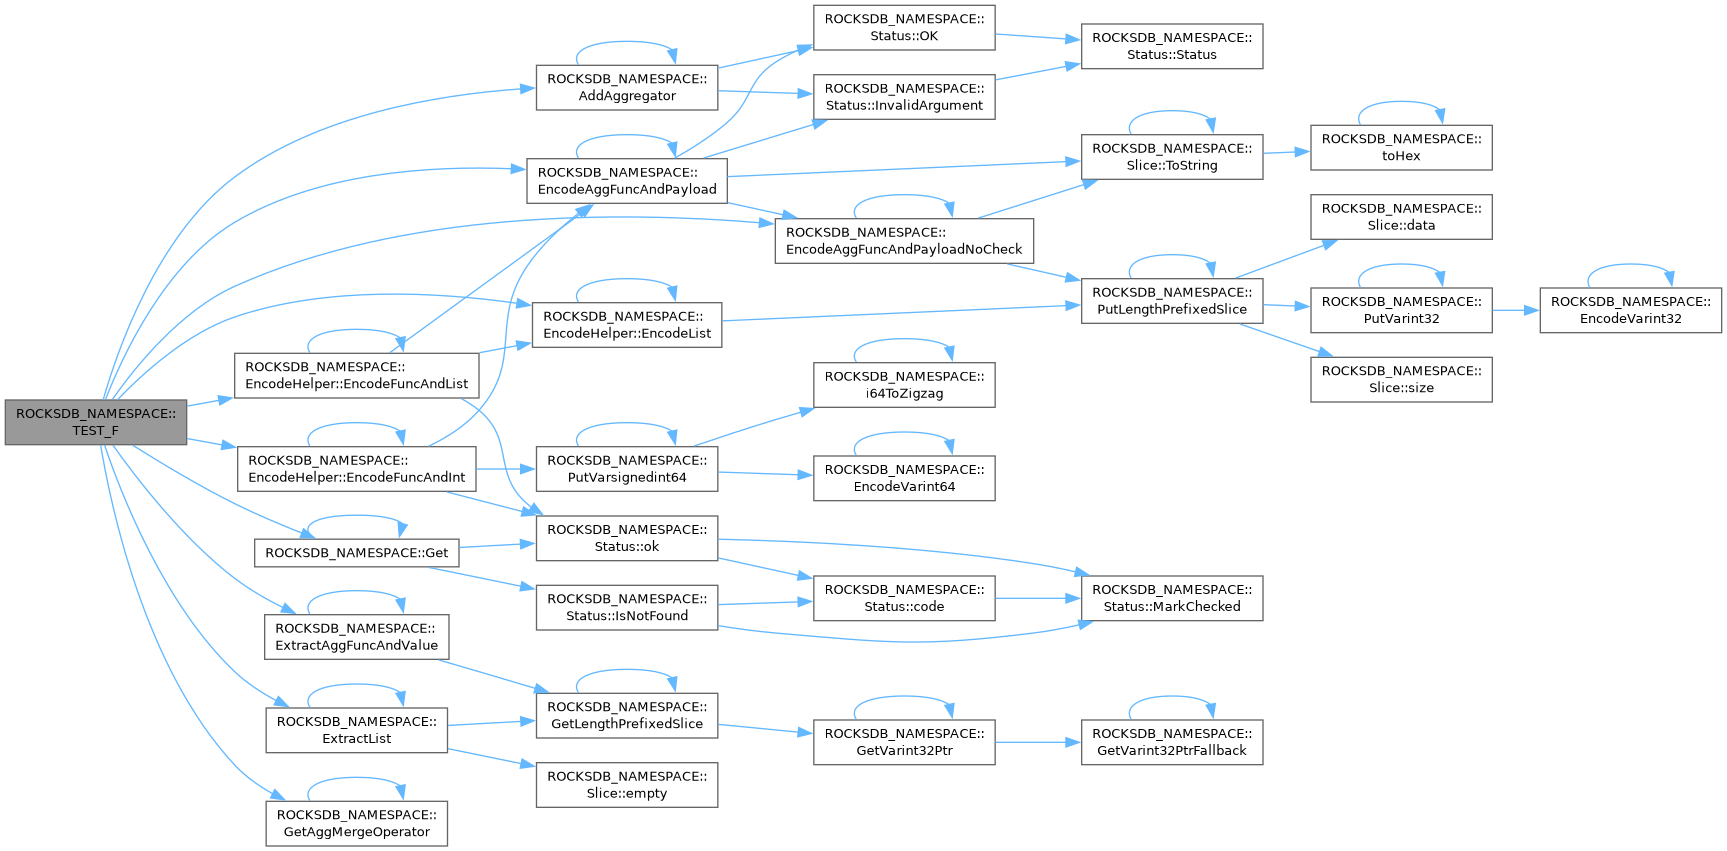 ROCKSDB_NAMESPACE::
TEST_F
ROCKSDB_NAMESPACE::
AddAggregator
ROCKSDB_NAMESPACE::
EncodeAggFuncAndPayload
ROCKSDB_NAMESPACE::
EncodeHelper::EncodeList
ROCKSDB_NAMESPACE::
EncodeHelper::EncodeFuncAndList
ROCKSDB_NAMESPACE::
EncodeHelper::EncodeFuncAndInt
ROCKSDB_NAMESPACE::Get
ROCKSDB_NAMESPACE::
ExtractAggFuncAndValue
ROCKSDB_NAMESPACE::
ExtractList
ROCKSDB_NAMESPACE::
GetAggMergeOperator
ROCKSDB_NAMESPACE::
PutVarsignedint64
ROCKSDB_NAMESPACE::
Status::ok
ROCKSDB_NAMESPACE::
Status::IsNotFound
ROCKSDB_NAMESPACE::
GetLengthPrefixedSlice
ROCKSDB_NAMESPACE::
Slice::empty
ROCKSDB_NAMESPACE::
Status::OK
ROCKSDB_NAMESPACE::
Status::InvalidArgument
ROCKSDB_NAMESPACE::
EncodeAggFuncAndPayloadNoCheck
ROCKSDB_NAMESPACE::
i64ToZigzag
ROCKSDB_NAMESPACE::
EncodeVarint64
ROCKSDB_NAMESPACE::
Status::code
ROCKSDB_NAMESPACE::
GetVarint32Ptr
ROCKSDB_NAMESPACE::
Status::Status
ROCKSDB_NAMESPACE::
Slice::ToString
ROCKSDB_NAMESPACE::
PutLengthPrefixedSlice
ROCKSDB_NAMESPACE::
Status::MarkChecked
ROCKSDB_NAMESPACE::
GetVarint32PtrFallback
ROCKSDB_NAMESPACE::
toHex
ROCKSDB_NAMESPACE::
Slice::data
ROCKSDB_NAMESPACE::
PutVarint32
ROCKSDB_NAMESPACE::
Slice::size
ROCKSDB_NAMESPACE::
EncodeVarint32